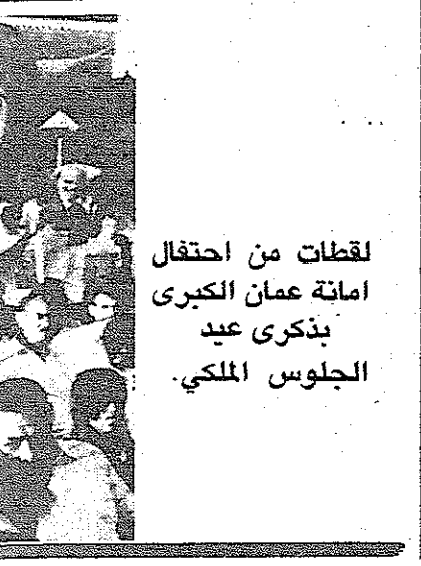 لقطات من احتفال
امانة عمان الكبرى
بذكرى عيد
الجلوس الملكي.